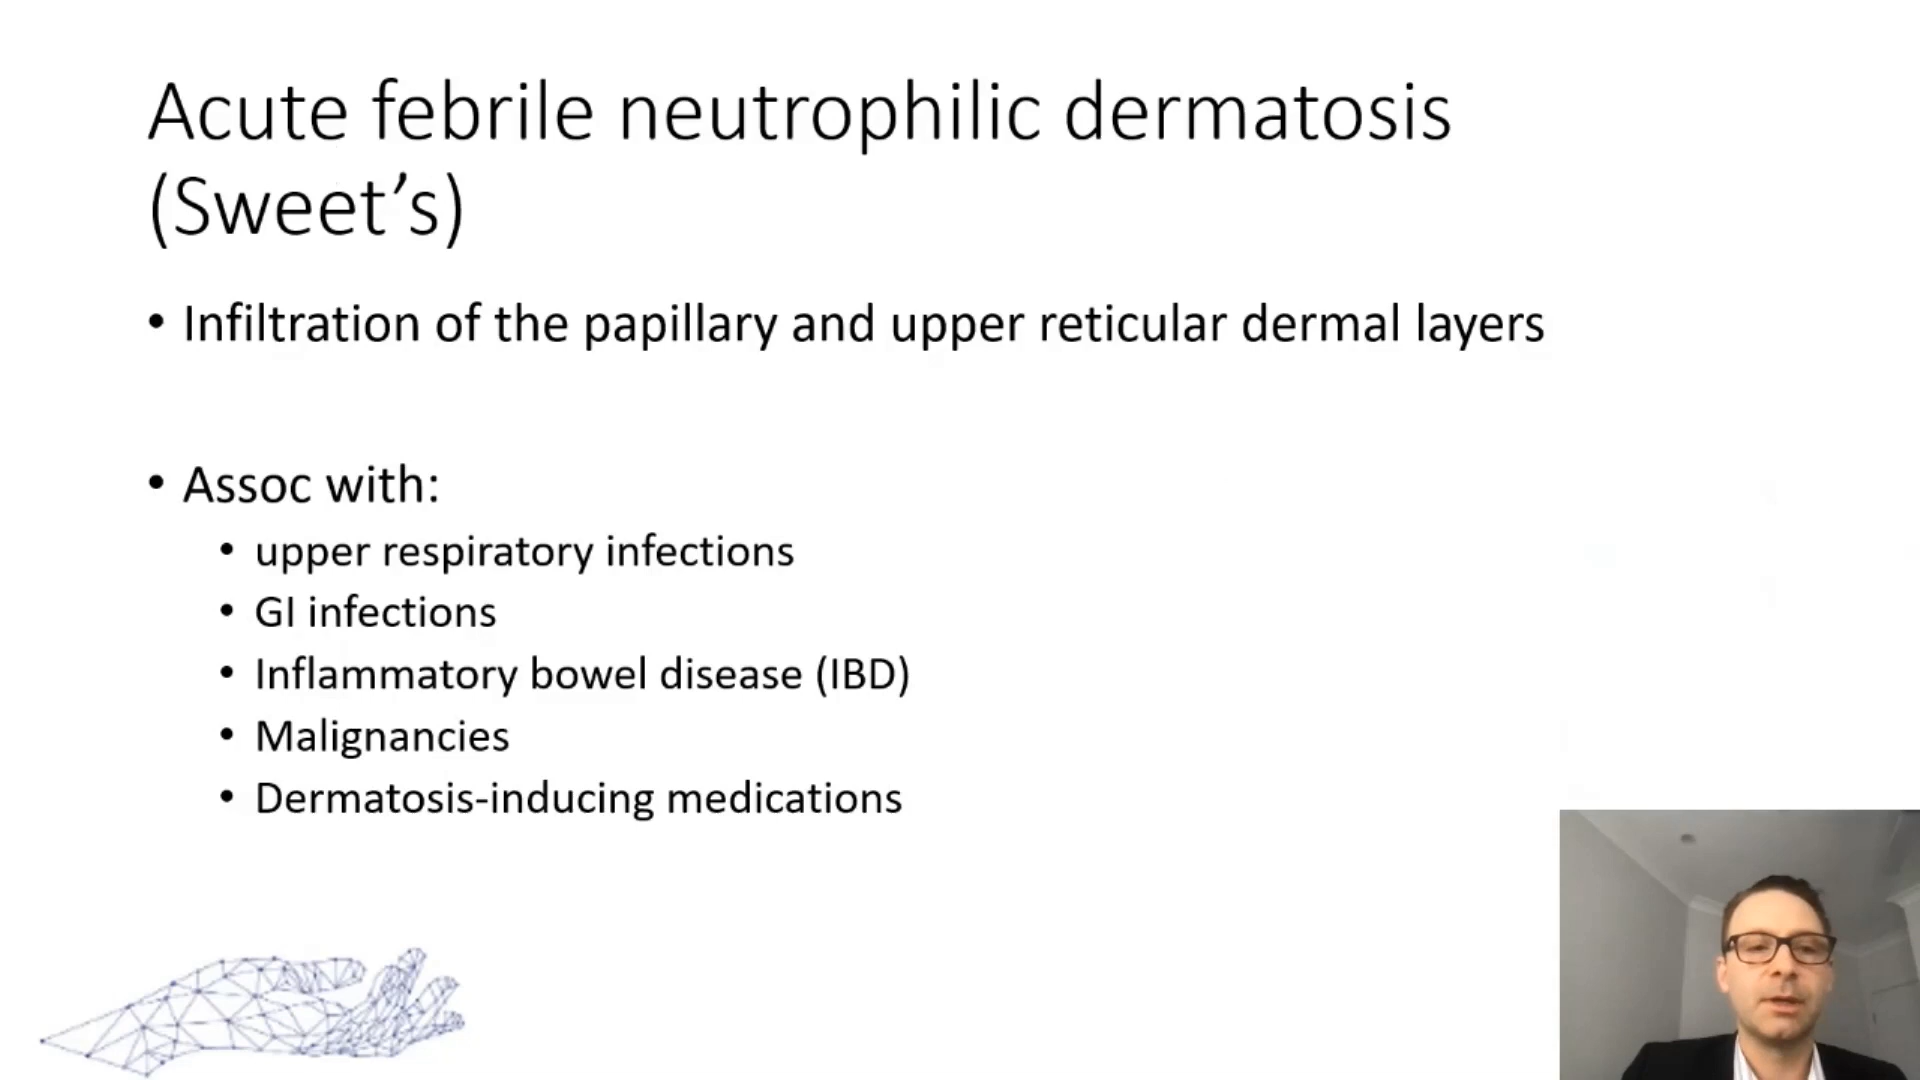 Acute febrile neutrophilic dermatosis
(Sweet’s)
• Infiltration of the papillary and upper reticular dermal layers
• Assoc with:
• upper respiratory infections
• GI infections
• Inflammatory bowel disease (IBD)
• Malignancies
• Dermatosis-inducing medications